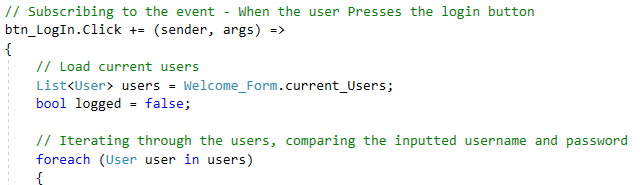 // Subscribing to the event - When the user Presses the login button
btn_LogIn.Click += (sender, args) =>
{
// Load current users
List<User> users = Welcome_Form.current_Users;
bool logged = false;
// Iterating through the users, comparing the inputted username and password
foreach (User user in users)
{